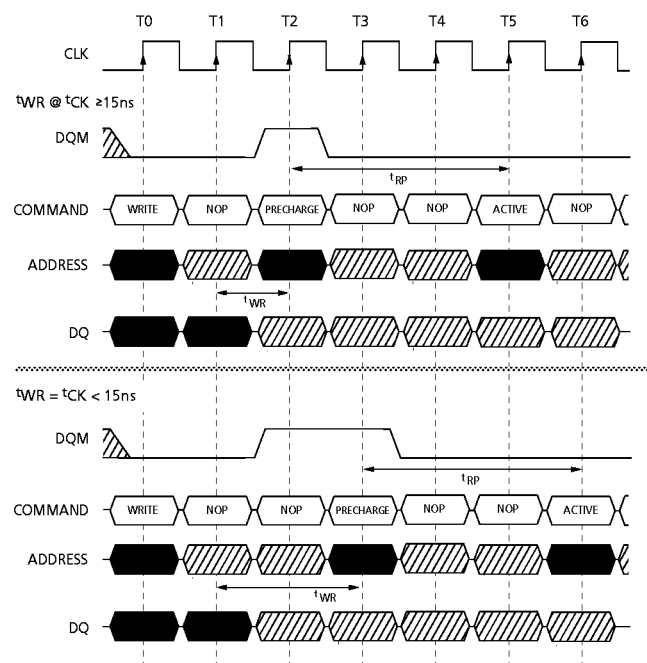 T0 T1 T2 T3 T4 T5 T6
CLK
tWR @ tCK ≥15ns
DQM
tRP
COMMAND WRITE NOP PRECHARGE NOP NOP ACTIVE NOP
ADDRESS
tWR
DQ
tWR = tCK < 15ns
DQM
tRP
COMMAND WRITE NOP NOP PRECHARGE NOP NOP ACTIVE
ADDRESS
tWR
DQ